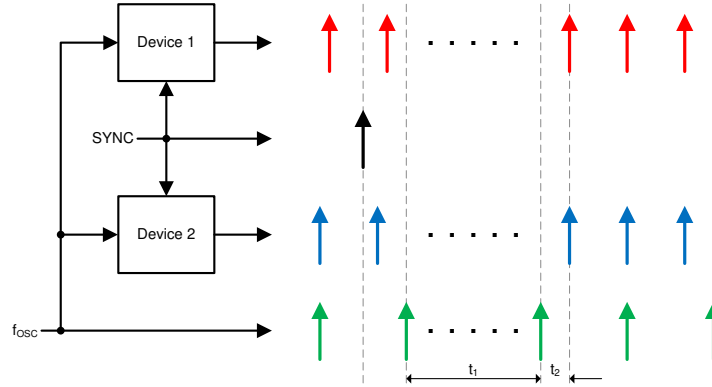 Device 1
SYNC
Device 2
fOSC
t1
t2